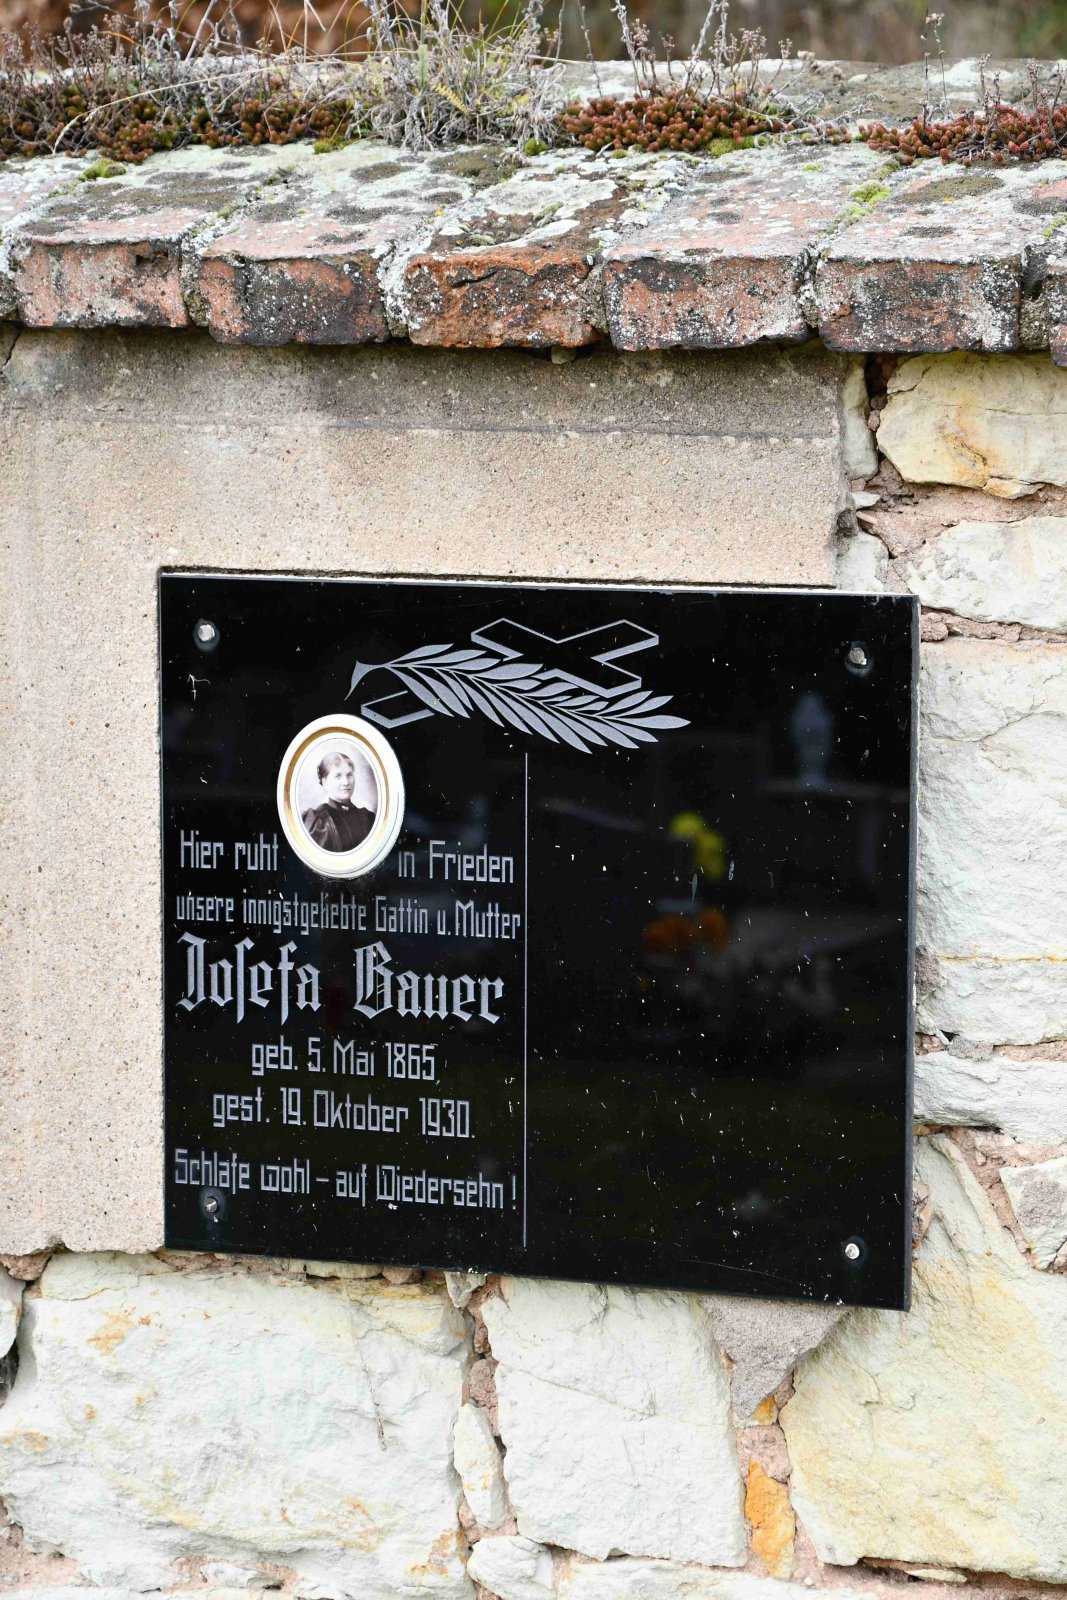 Hier ruht in Frieden
unsere innigstgeliebte Gattin u. Mutter
Josefa Bauer
geb. 5. Mai 1865,
gest. 19. Oktober 1930.
Schlafe wohl – auf Wiedersehn!